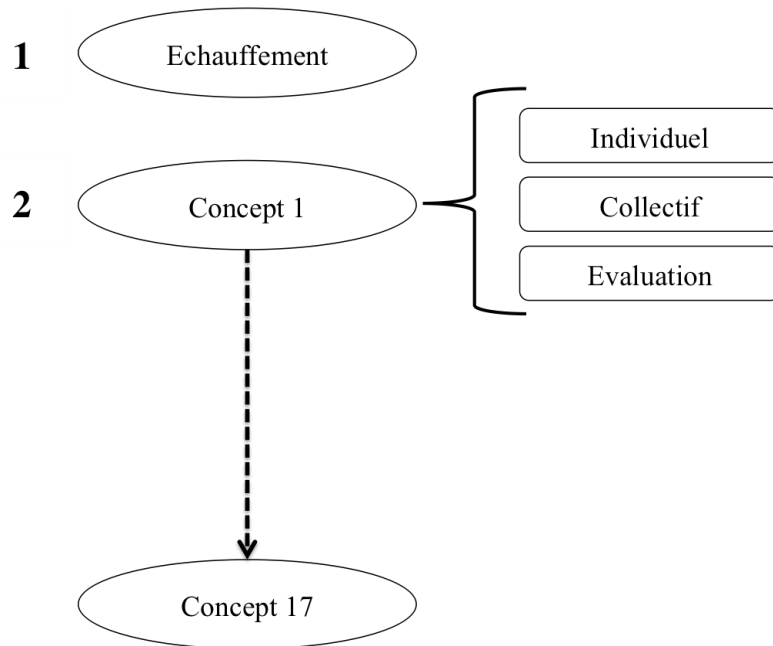 1
Echauffement
2
Concept 1
Individuel
Collectif
Evaluation
Concept 17